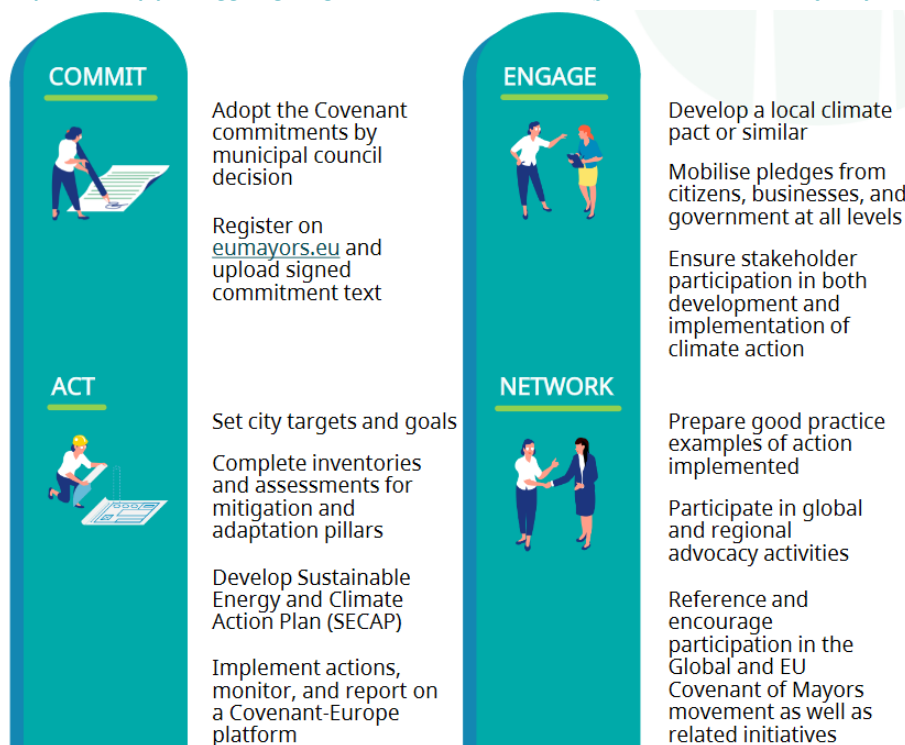 COMMIT
Adopt the Covenant
commitments by
municipal council
decision
Register on
eumayors.eu and
upload signed
commitment text
ENGAGE
Develop a local climate
pact or similar
Mobilise pledges from
citizens, businesses, and
government at all levels
Ensure stakeholder
participation in both
development and
implementation of
climate action
ACT
Set city targets and goals
Complete inventories
and assessments for
mitigation and
adaptation pillars
Develop Sustainable
Energy and Climate
Action Plan (SECAP)
Implement actions,
monitor, and report on
a Covenant-Europe
platform
NETWORK
Prepare good practice
examples of action
implemented
Participate in global
and regional
advocacy activities
Reference and
encourage
participation in the
Global and EU
Covenant of Mayors
movement as well as
related initiatives